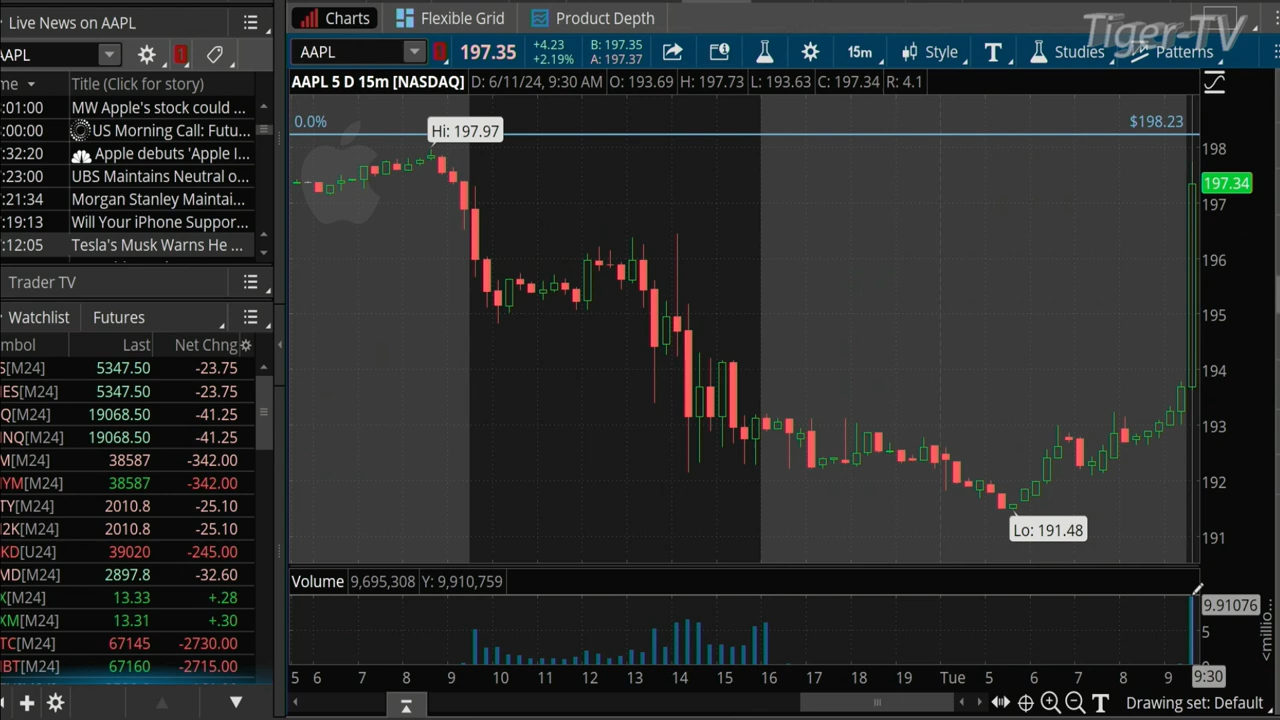 Live News on AAPL
AAPL
1
me
Title (Click for story)
:01:00 MW Apple's stock could ...
:00:00 US Morning Call: Futu...
:32:20 Apple debuts 'Apple I...
:23:00 UBS Maintains Neutral o...
:21:34 Morgan Stanley Maintai...
:19:13 Will Your iPhone Suppor...
:12:05 Tesla's Musk Warns He ...
Trader TV
Watchlist Futures
mbol Last Net Chng
S[M24] 5347.50 -23.75
ES[M24] 5347.50 -23.75
Q[M24] 19068.50 -41.25
NQ[M24] 19068.50 -41.25
M[M24] 38587 -342.00
YM[M24] 38587 -342.00
TY[M24] 2010.8 -25.10
2K[M24] 2010.8 -25.10
KD[U24] 39020 -245.00
MD[M24] 2897.8 -32.60
X[M24] 13.33 +.28
XM[M24] 13.31 +.30
TC[M24] 67145 -2730.00
BT[M24] 67160 -2715.00
Charts Flexible Grid Product Depth
Tiger-TV
AAPL 197.35 +4.23 +2.19% B: 197.35 A: 197.37 15m Style T Studies Patterns
AAPL 5 D 15m [NASDAQ] D: 6/11/24, 9:30 AM O: 193.69 H: 197.73 L: 193.63 C: 197.34 R: 4.1
0.0% $198.23
Hi: 197.97
198
197.34
197
196
195
194
193
192
191
Lo: 191.48
Volume 9,695,308 Y: 9,910,759
9.91076
5
<millio...
5 6 7 8 9 10 11 12 13 14 15 16 17 18 19 Tue 5 6 7 8 9 9:30
T Drawing set: Default